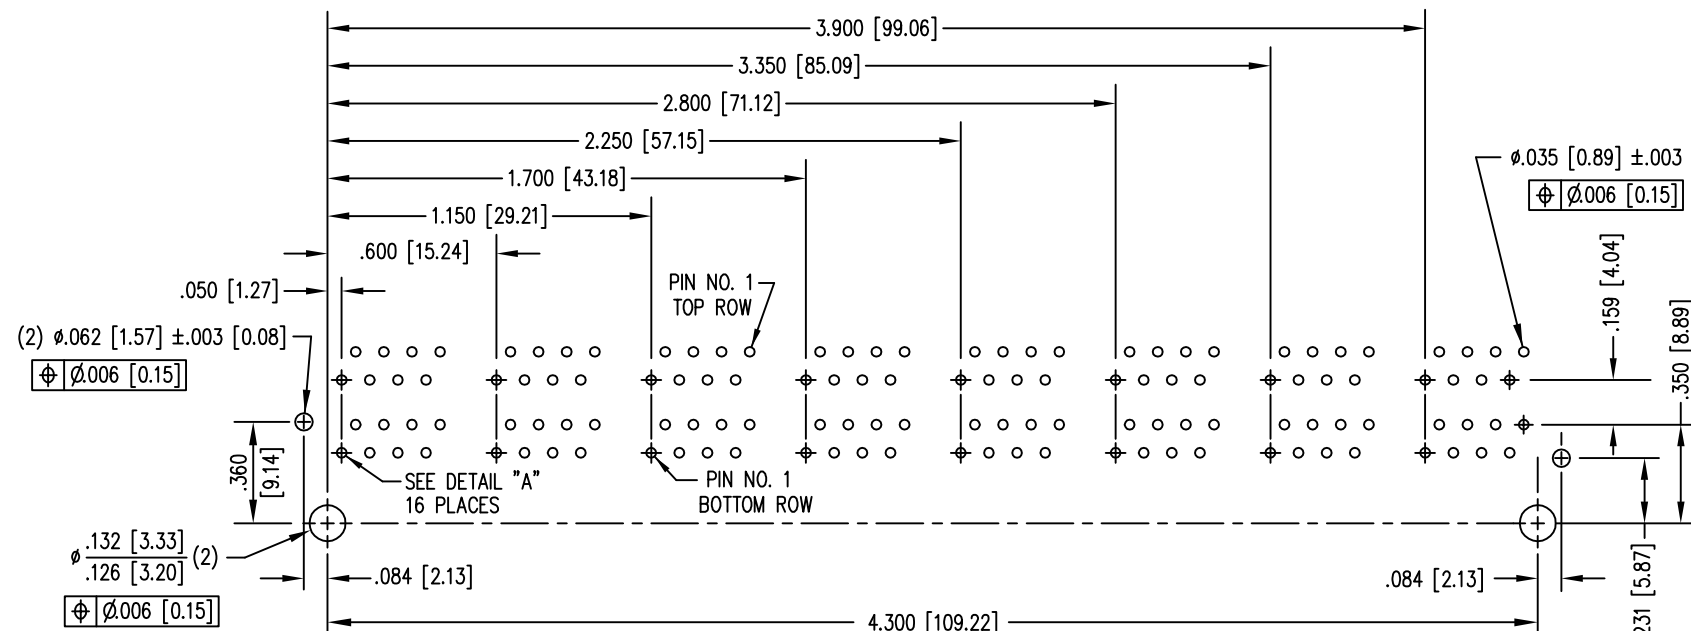 3.900 [99.06]
3.350 [85.09]
2.800 [71.12]
2.250 [57.15]
1.700 [43.18]
1.150 [29.21]
.600 [15.24]
.050 [1.27]
(2) ø.062 [1.57] ±.003 [0.08]
⌖ Ø.006 [0.15]
PIN NO. 1
TOP ROW
ø.035 [0.89] ±.003
⌖ Ø.006 [0.15]
.159 [4.04]
.350 [8.89]
.360
[9.14]
SEE DETAIL "A"
16 PLACES
PIN NO. 1
BOTTOM ROW
ø .132 [3.33]
.126 [3.20] (2)
⌖ Ø.006 [0.15]
.084 [2.13]
.084 [2.13]
.231 [5.87]
4.300 [109.22]